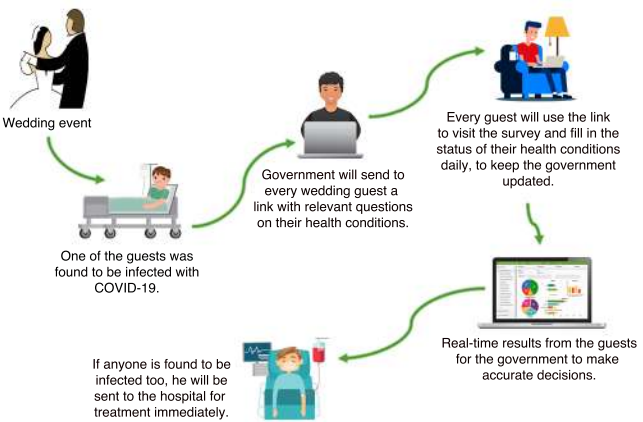 Wedding event
One of the guests was
found to be infected with
COVID-19.
Government will send to
every wedding guest a
link with relevant questions
on their health conditions.
Every guest will use the link
to visit the survey and fill in the
status of their health conditions
daily, to keep the government
updated.
Real-time results from the guests
for the government to make
accurate decisions.
If anyone is found to be
infected too, he will be
sent to the hospital for
treatment immediately.